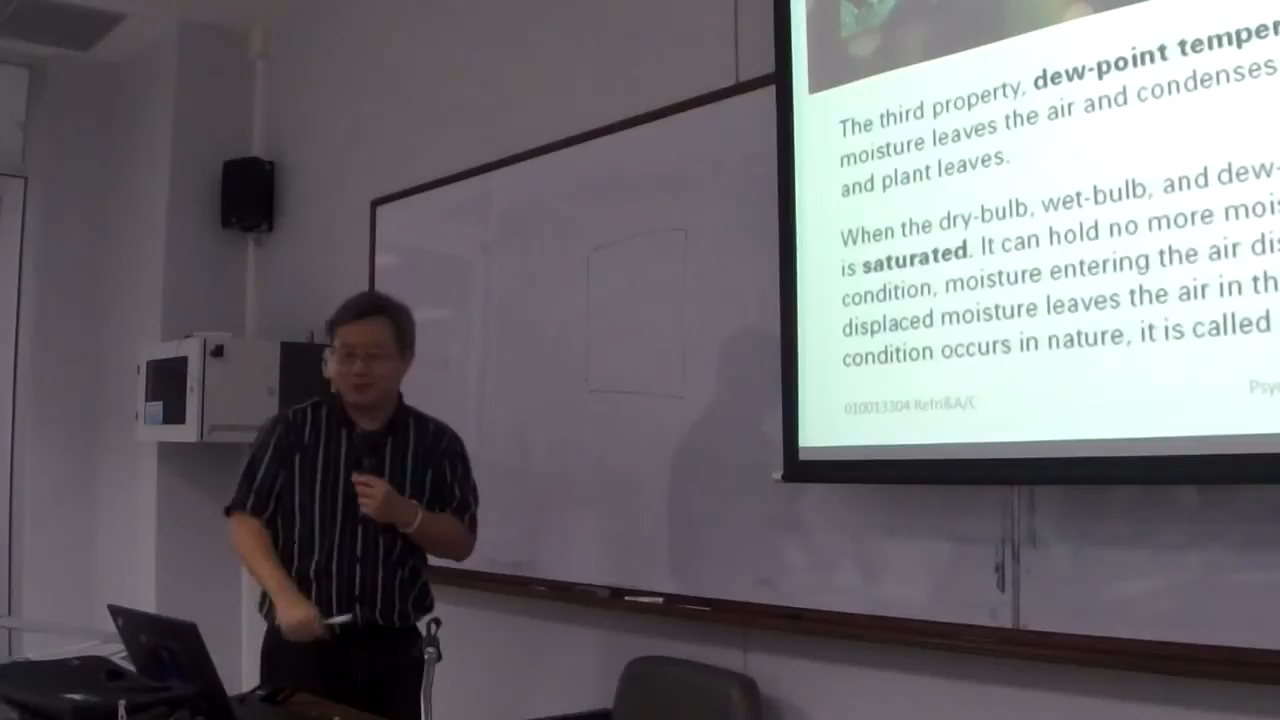 The third property, dew-point temper
moisture leaves the air and condenses
and plant leaves.
When the dry-bulb, wet-bulb, and dew-
is saturated. It can hold no more mois
condition, moisture entering the air dis
displaced moisture leaves the air in th
condition occurs in nature, it is called
010013304 Refri&A/C
Psyc